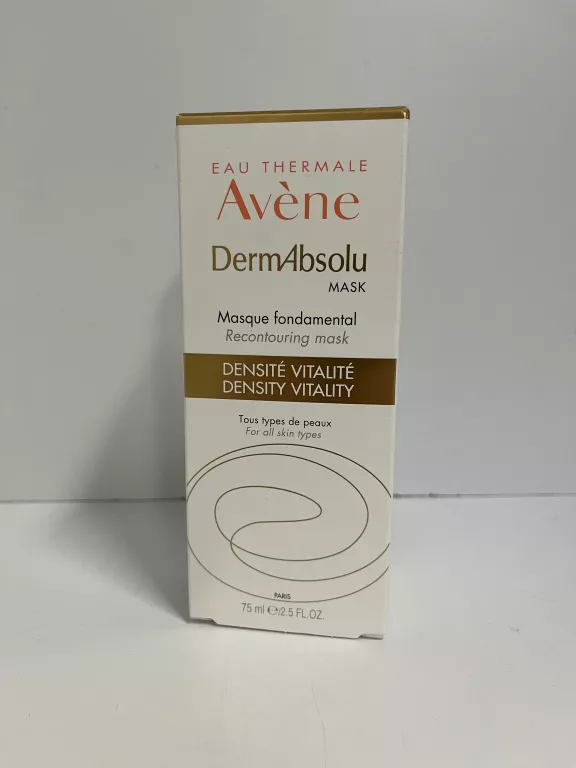 EAU THERMALE
Avène
DermAbsolu
MASK
Masque fondamental
Recontouring mask
DENSITÉ VITALITÉ
DENSITY VITALITY
Tous types de peaux
For all skin types
PARIS
75 ml ℮/2.5 FL.OZ.